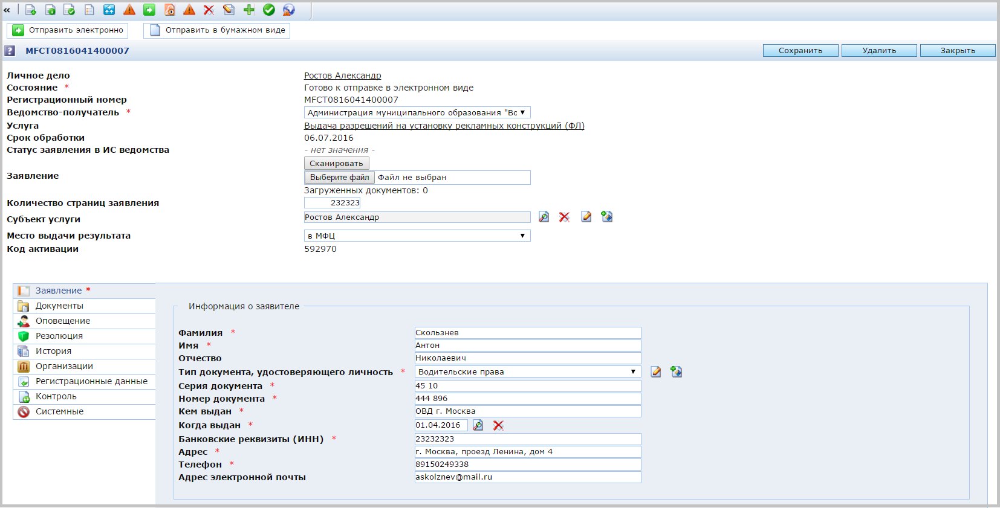 «
Отправить электронно Отправить в бумажном виде
? MFCT0816041400007 Сохранить Удалить Закрыть
Личное дело Ростов Александр
Состояние * Готово к отправке в электронном виде
Регистрационный номер MFCT0816041400007
Ведомство-получатель * Администрация муниципального образования "Вс ▼
Услуга Выдача разрешений на установку рекламных конструкций (ФЛ)
Срок обработки 06.07.2016
Статус заявления в ИС ведомства - нет значения -
Сканировать
Заявление Выберите файл Файл не выбран
Загруженных документов: 0
Количество страниц заявления 232323
Субъект услуги Ростов Александр
Место выдачи результата в МФЦ ▼
Код активации 592970
Заявление *
Документы
Оповещение
Резолюция
История
Организации
Регистрационные данные
Контроль
Системные
Информация о заявителе
Фамилия * Скользнев
Имя * Антон
Отчество Николаевич
Тип документа, удостоверяющего личность * Водительские права ▼
Серия документа * 45 10
Номер документа * 444 896
Кем выдан * ОВД г. Москва
Когда выдан * 01.04.2016
Банковские реквизиты (ИНН) * 23232323
Адрес * г. Москва, проезд Ленина, дом 4
Телефон * 89150249338
Адрес электронной почты askolznev@mail.ru